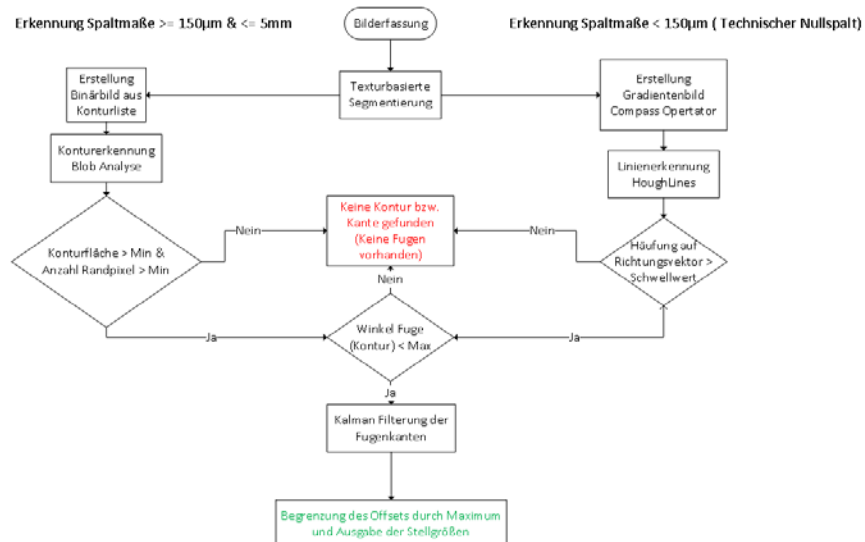 Erkennung Spaltmaße >= 150µm & <= 5mm
Bilderfassung
Erkennung Spaltmaße < 150µm ( Technischer Nullspalt)
Erstellung
Binärbild aus
Konturliste
Texturbasierte
Segmentierung
Erstellung
Gradientenbild
Compass Opertator
Konturerkennung
Blob Analyse
Linienerkennung
HoughLines
Konturfläche > Min &
Anzahl Randpixel > Min
Nein
Keine Kontur bzw.
Kante gefunden
(Keine Fugen
vorhanden)
Nein
Häufung auf
Richtungsvektor >
Schwellwert
Nein
Ja
Winkel Fuge
(Kontur) < Max
Ja
Ja
Kalman Filterung der
Fugenkanten
Begrenzung des Offsets durch Maximum
und Ausgabe der Stellgrößen